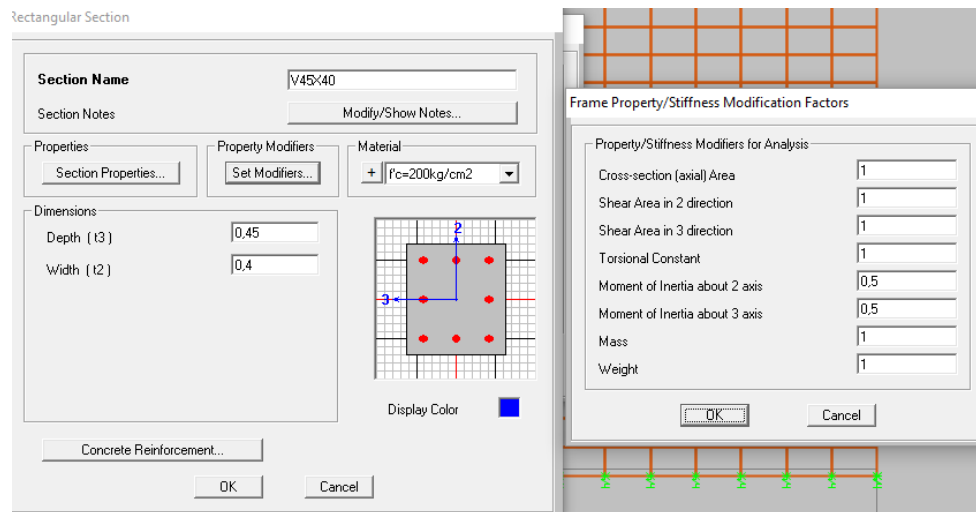 Rectangular Section
Section Name
V45X40
Section Notes
Modify/Show Notes...
Properties
Section Properties...
Property Modifiers
Set Modifiers...
Material
+
f'c=200kg/cm2
Dimensions
Depth ( t3 )
0,45
Width ( t2 )
0,4
2
3
Display Color
Concrete Reinforcement...
OK
Cancel
Frame Property/Stiffness Modification Factors
Property/Stiffness Modifiers for Analysis
Cross-section (axial) Area
1
Shear Area in 2 direction
1
Shear Area in 3 direction
1
Torsional Constant
1
Moment of Inertia about 2 axis
0,5
Moment of Inertia about 3 axis
0,5
Mass
1
Weight
1
OK
Cancel